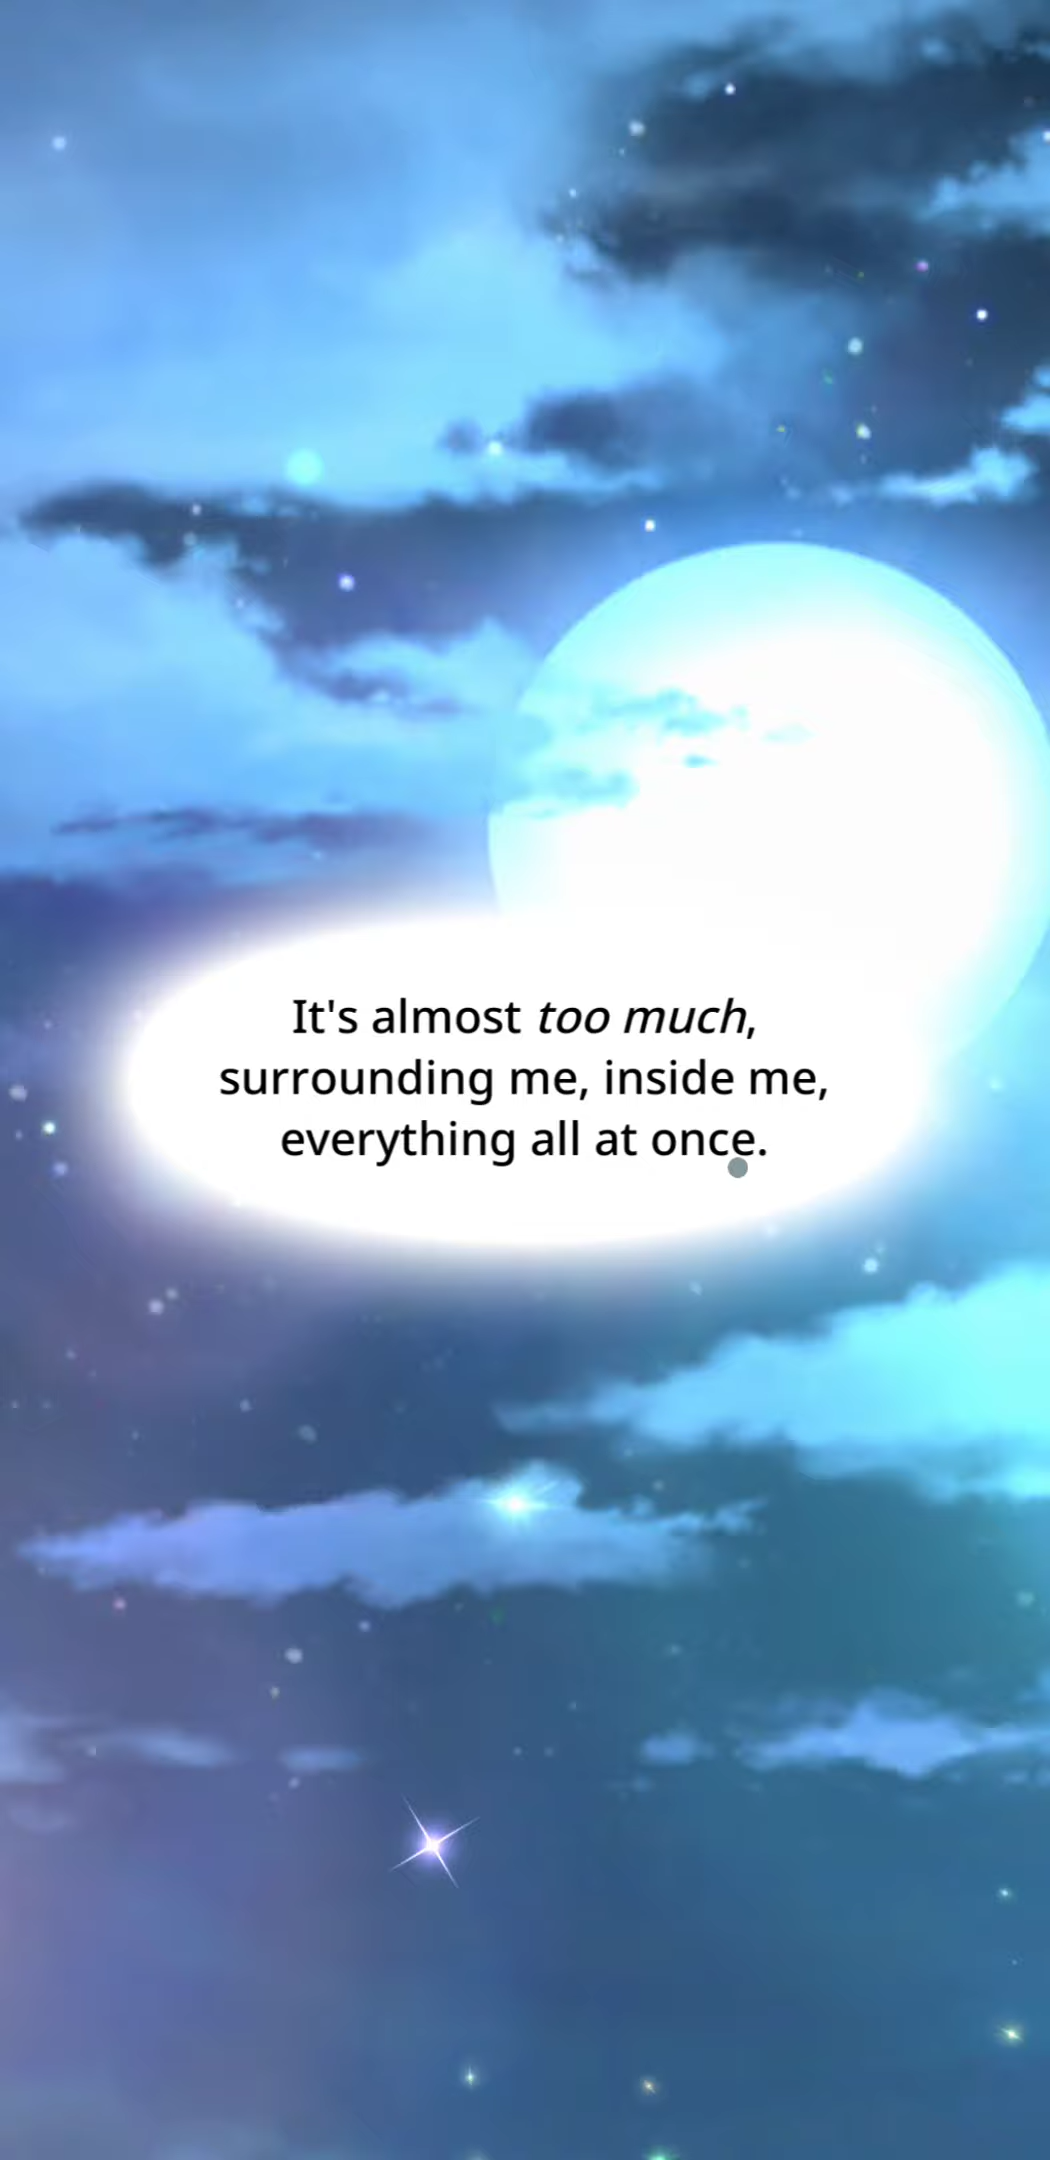 It's almost too much,
surrounding me, inside me,
everything all at once.